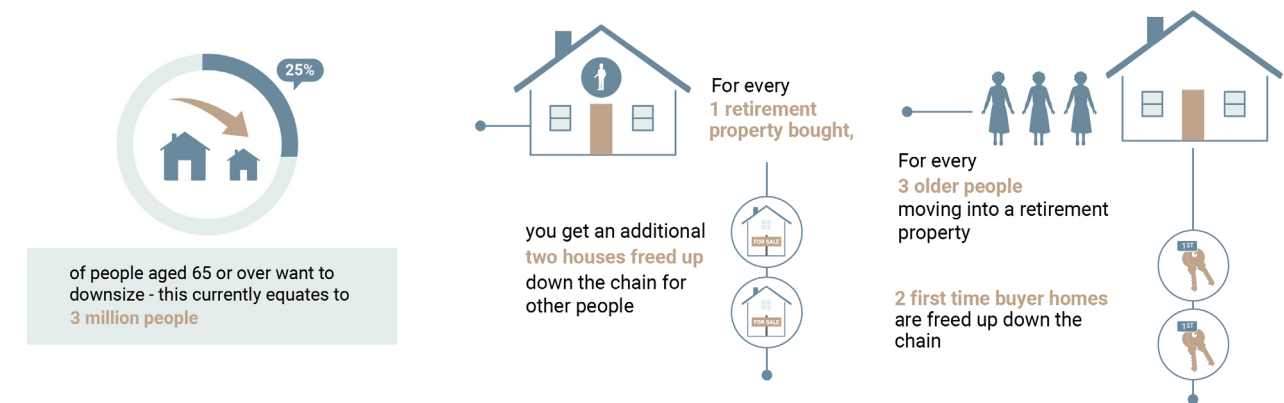 25%
of people aged 65 or over want to
downsize - this currently equates to
3 million people
For every
1 retirement
property bought,
you get an additional
two houses freed up
down the chain for
other people
FOR SALE
FOR SALE
For every
3 older people
moving into a retirement
property
2 first time buyer homes
are freed up down the
chain
1ST
1ST